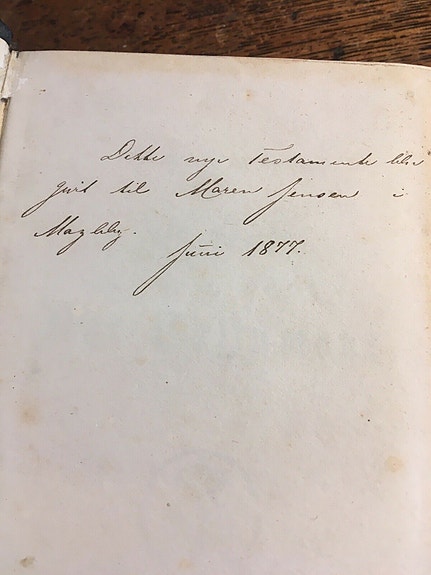 Dette nye Testamente blev
givet til Maren Jensen i
Magleby.
Juni 1877.